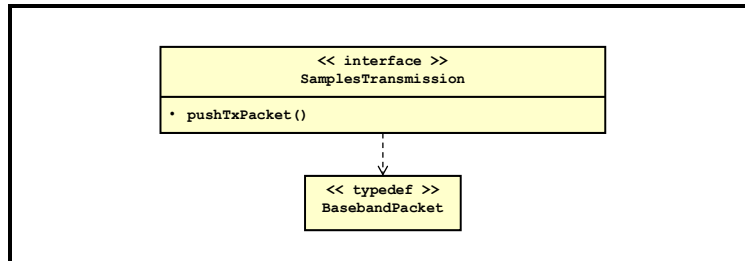 << interface >>
SamplesTransmission
• pushTxPacket()
<< typedef >>
BasebandPacket